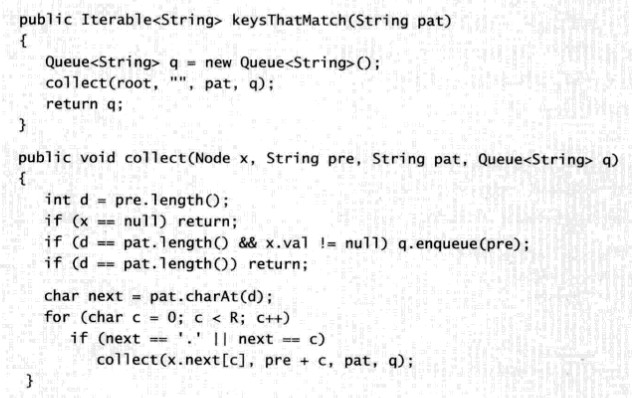 public Iterable<String> keysThatMatch(String pat)
{
Queue<String> q = new Queue<String>();
collect(root, "", pat, q);
return q;
}
public void collect(Node x, String pre, String pat, Queue<String> q)
{
int d = pre.length();
if (x == null) return;
if (d == pat.length() && x.val != null) q.enqueue(pre);
if (d == pat.length()) return;
char next = pat.charAt(d);
for (char c = 0; c < R; c++)
if (next == '.' || next == c)
collect(x.next[c], pre + c, pat, q);
}